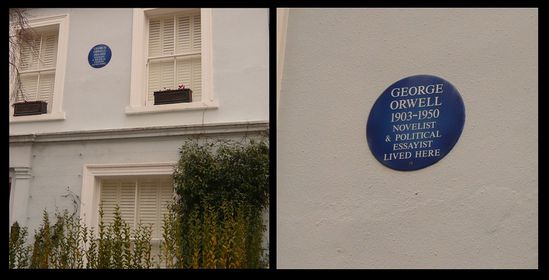 GEORGE
ORWELL
1903-1950
NOVELIST
& POLITICAL
ESSAYIST
LIVED HERE